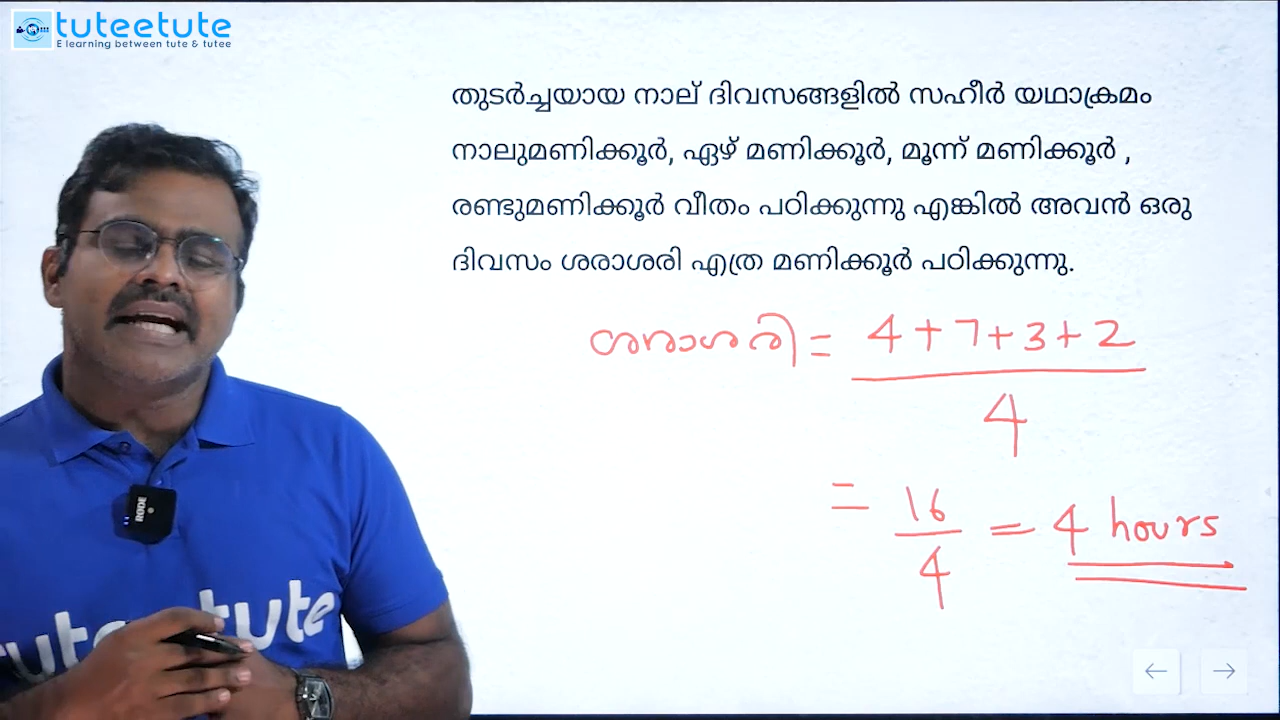 tuteetute
E learning between tute & tutee
തുടർച്ചയായ നാല് ദിവസങ്ങളിൽ സഹീർ യഥാക്രമം
നാലുമണിക്കൂർ, ഏഴ് മണിക്കൂർ, മൂന്ന് മണിക്കൂർ ,
രണ്ടുമണിക്കൂർ വീതം പഠിക്കുന്നു എങ്കിൽ അവൻ ഒരു
ദിവസം ശരാശരി എത്ര മണിക്കൂർ പഠിക്കുന്നു.
ശരാശരി = 4+7+3+2
4
= 16/4 = 4 hours
RØDE
tuteetute